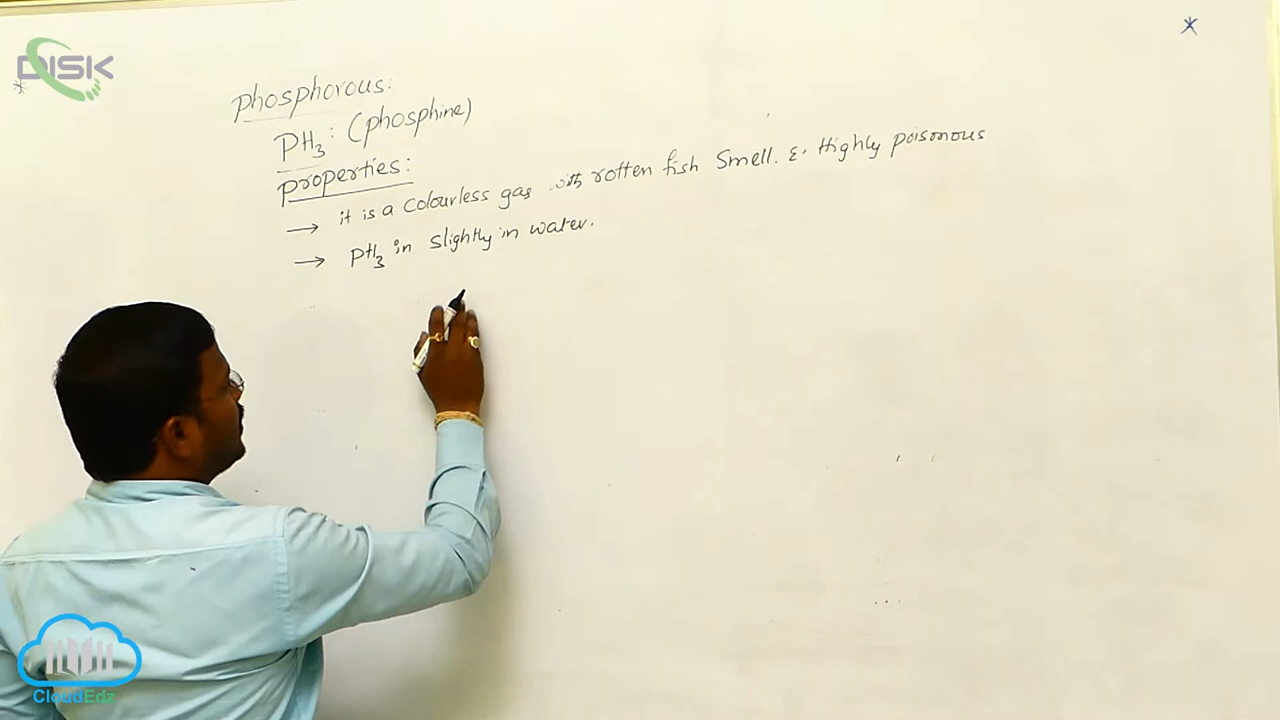 DISK
phosphorous:
PH3: (phosphine)
properties:
→ it is a colourless gas with rotten fish smell. & Highly poisonous
→ PH3 in slightly in water.
CloudEdz